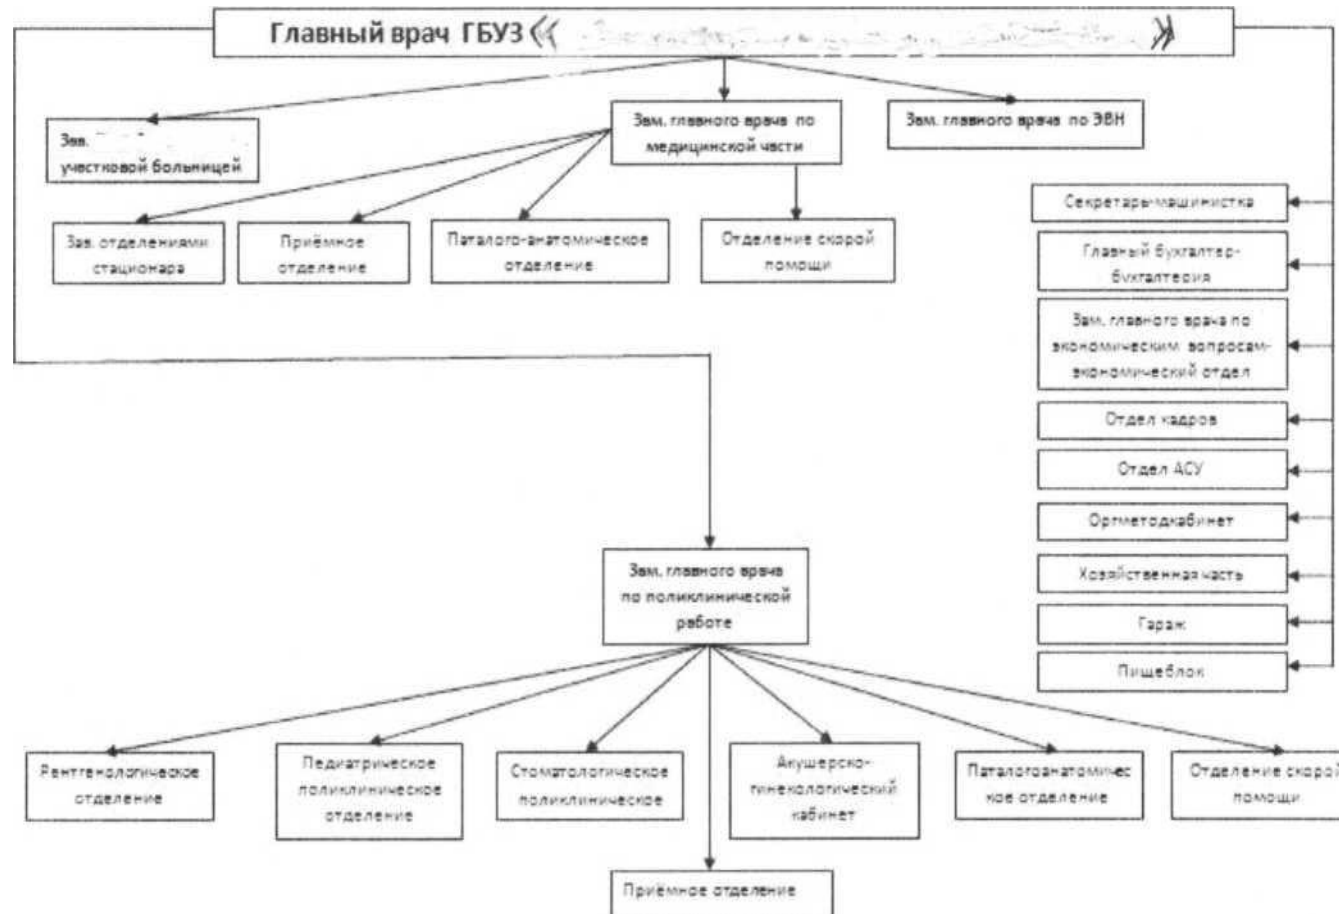 Главный врач ГБУЗ « »
Зав.
участковой больницей
Зам. главного врача по
медицинской части
Зам. главного врача по ЭВН
Зав. отделениями
стационара
Приёмное
отделение
Паталого-анатомическое
отделение
Отделение скорой
помощи
Секретарь-машинистка
Главный бухгалтер-
бухгалтерия
Зам. главного врача по
экономическим вопросам-
экономический отдел
Отдел кадров
Отдел АСУ
Оргметодкабинет
Хозяйственная часть
Гараж
Пищеблок
Зам. главного врача
по поликлинической
работе
Рентгенологическое
отделение
Педиатрическое
поликлиническое
отделение
Стоматологическое
поликлиническое
Акушерско-
гинекологический
кабинет
Паталогоанатомичес
кое отделение
Отделение скорой
помощи
Приёмное отделение